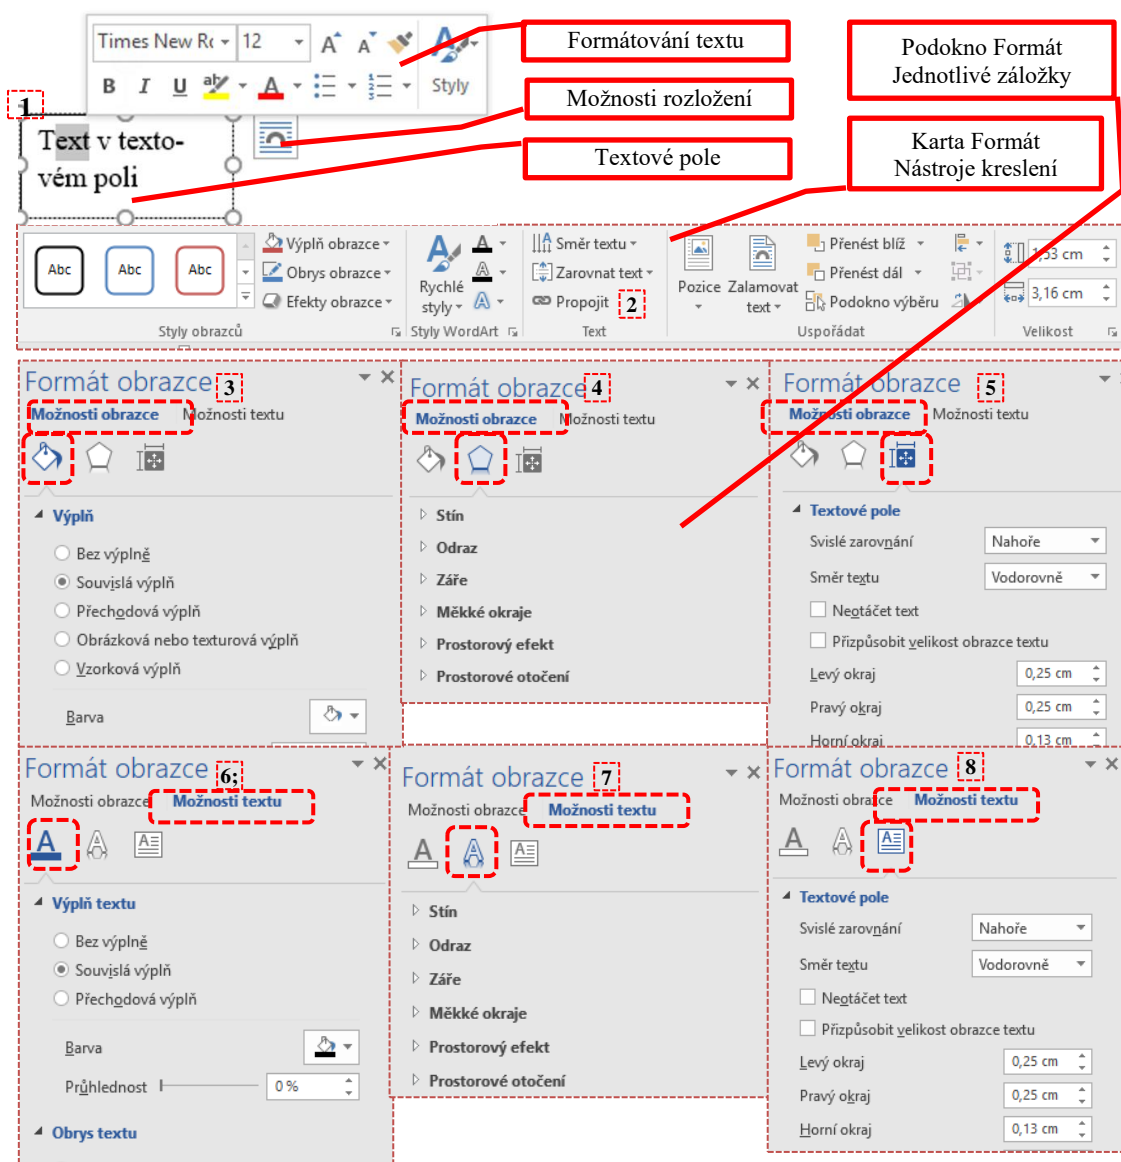 Times New Ro 12
Formátování textu
Podokno Formát
Jednotlivé záložky
B I U ab A Styly
Možnosti rozložení
1
Text v texto-
vém poli
Textové pole
Karta Formát
Nástroje kreslení
Abc Abc Abc
Výplň obrazce
Obrys obrazce
Efekty obrazce
Styly obrazců
Rychlé
styly
Styly WordArt
Směr textu
Zarovnat text
Propojit 2
Text
Pozice Zalamovat
text
Přenést blíž
Přenést dál
Podokno výběru
Uspořádat
1,53 cm
3,16 cm
Velikost
Formát obrazce 3
Možnosti obrazce Možnosti textu
Výplň
Bez výplně
Souvislá výplň
Přechodová výplň
Obrázková nebo texturová výplň
Vzorková výplň
Barva
Formát obrazce 4
Možnosti obrazce Možnosti textu
Stín
Odraz
Záře
Měkké okraje
Prostorový efekt
Prostorové otočení
Formát obrazce 5
Možnosti obrazce Možnosti textu
Textové pole
Svislé zarovnání Nahoře
Směr textu Vodorovně
Neotáčet text
Přizpůsobit velikost obrazce textu
Levý okraj 0,25 cm
Pravý okraj 0,25 cm
Horní okraj 0,13 cm
Formát obrazce 6;
Možnosti obrazce Možnosti textu
A A
Výplň textu
Bez výplně
Souvislá výplň
Přechodová výplň
Barva
Průhlednost 0 %
Obrys textu
Formát obrazce 7
Možnosti obrazce Možnosti textu
A A
Stín
Odraz
Záře
Měkké okraje
Prostorový efekt
Prostorové otočení
Formát obrazce 8
Možnosti obrazce Možnosti textu
A A
Textové pole
Svislé zarovnání Nahoře
Směr textu Vodorovně
Neotáčet text
Přizpůsobit velikost obrazce textu
Levý okraj 0,25 cm
Pravý okraj 0,25 cm
Horní okraj 0,13 cm